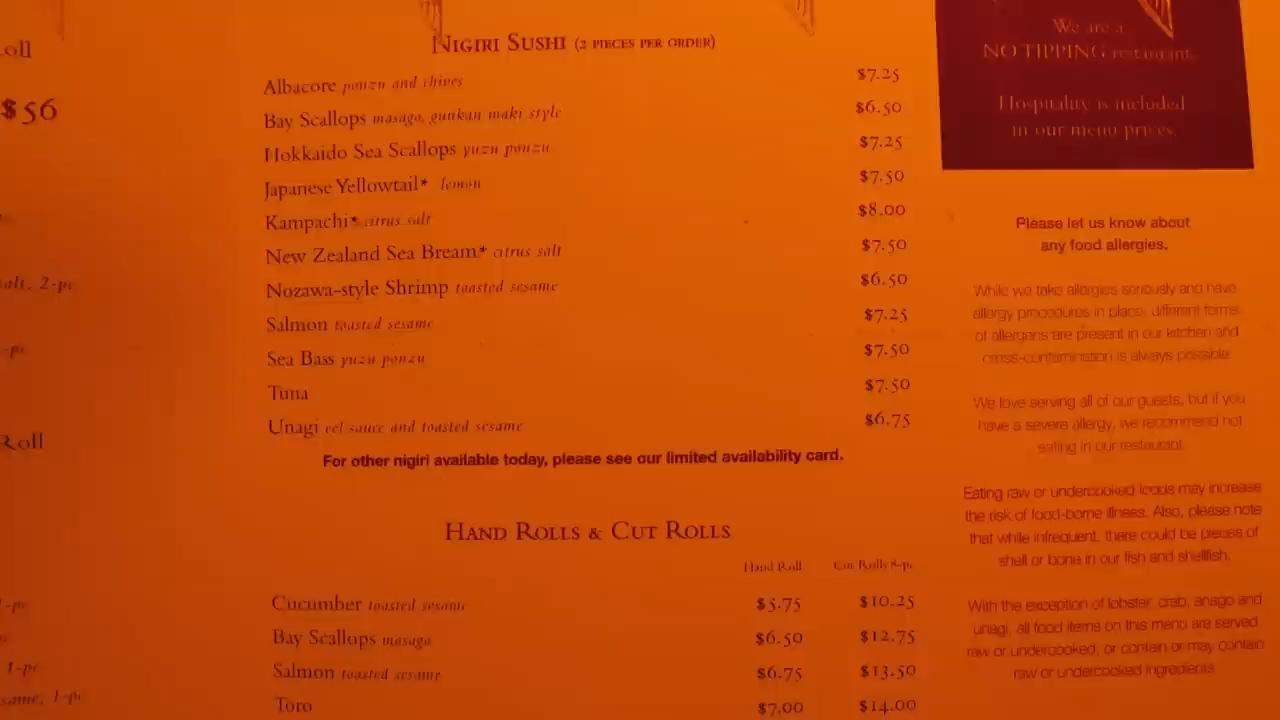 oll
$56
alt, 2-pc
-pc
Roll
1-pc
same, 1-pc
NIGIRI SUSHI (2 PIECES PER ORDER)
Albacore ponzu and chives $7.25
Bay Scallops masago, gunkan maki style $6.50
Hokkaido Sea Scallops yuzu ponzu $7.25
Japanese Yellowtail* lemon $7.50
Kampachi* citrus salt $8.00
New Zealand Sea Bream* citrus salt $7.50
Nozawa-style Shrimp toasted sesame $6.50
Salmon toasted sesame $7.25
Sea Bass yuzu ponzu $7.50
Tuna $7.50
Unagi eel sauce and toasted sesame $6.75
For other nigiri available today, please see our limited availability card.
HAND ROLLS & CUT ROLLS
Hand Roll Cut Rolls 8-pc
Cucumber toasted sesame $5.75 $10.25
Bay Scallops masago $6.50 $12.75
Salmon toasted sesame $6.75 $13.50
Toro $7.00 $14.00
We are a
NO TIPPING restaurant.
Hospitality is included
in our menu prices.
Please let us know about
any food allergies.
While we take allergies seriously and have
allergy procedures in place, different forms
of allergens are present in our kitchen and
cross-contamination is always possible.
We love serving all of our guests, but if you
have a severe allergy, we recommend not
eating in our restaurant.
Eating raw or undercooked foods may increase
the risk of food-borne illness. Also, please note
that while infrequent, there could be pieces of
shell or bone in our fish and shellfish.
With the exception of lobster, crab, anago and
unagi, all food items on this menu are served
raw or undercooked, or contain or may contain
raw or undercooked ingredients.